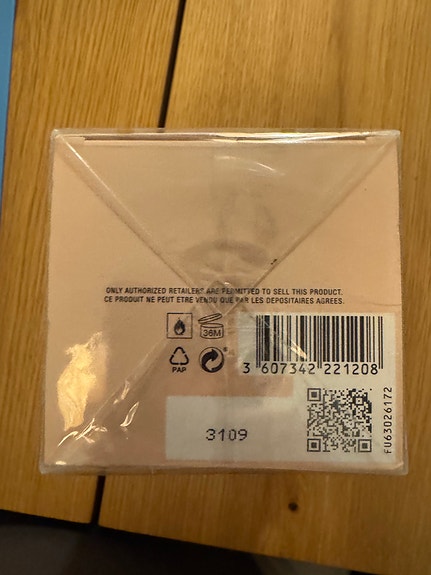 ONLY AUTHORIZED RETAILERS ARE PERMITTED TO SELL THIS PRODUCT.
CE PRODUIT NE PEUT ETRE VENDU QUE PAR LES DEPOSITAIRES AGREES.
36M
PAP
3 607342 221208
3109
FU63026172